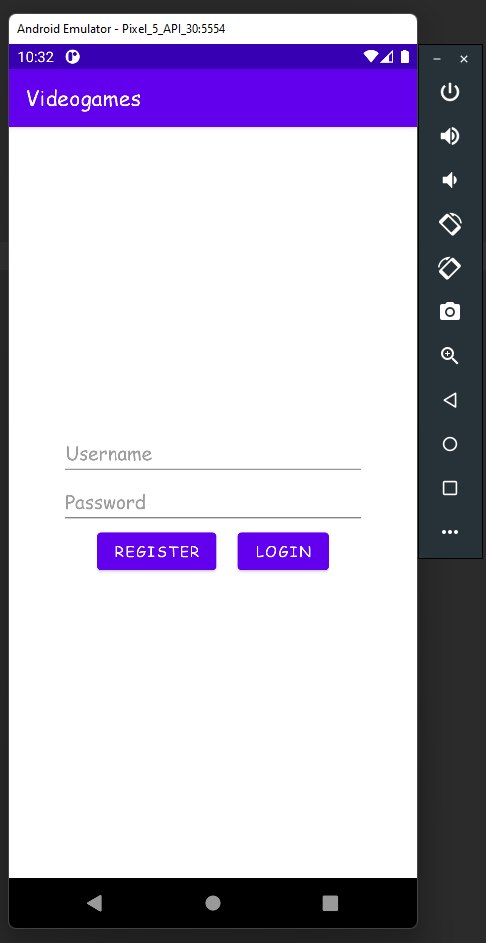 Android Emulator - Pixel_5_API_30:5554
10:32
Videogames
Username
Password
REGISTER LOGIN